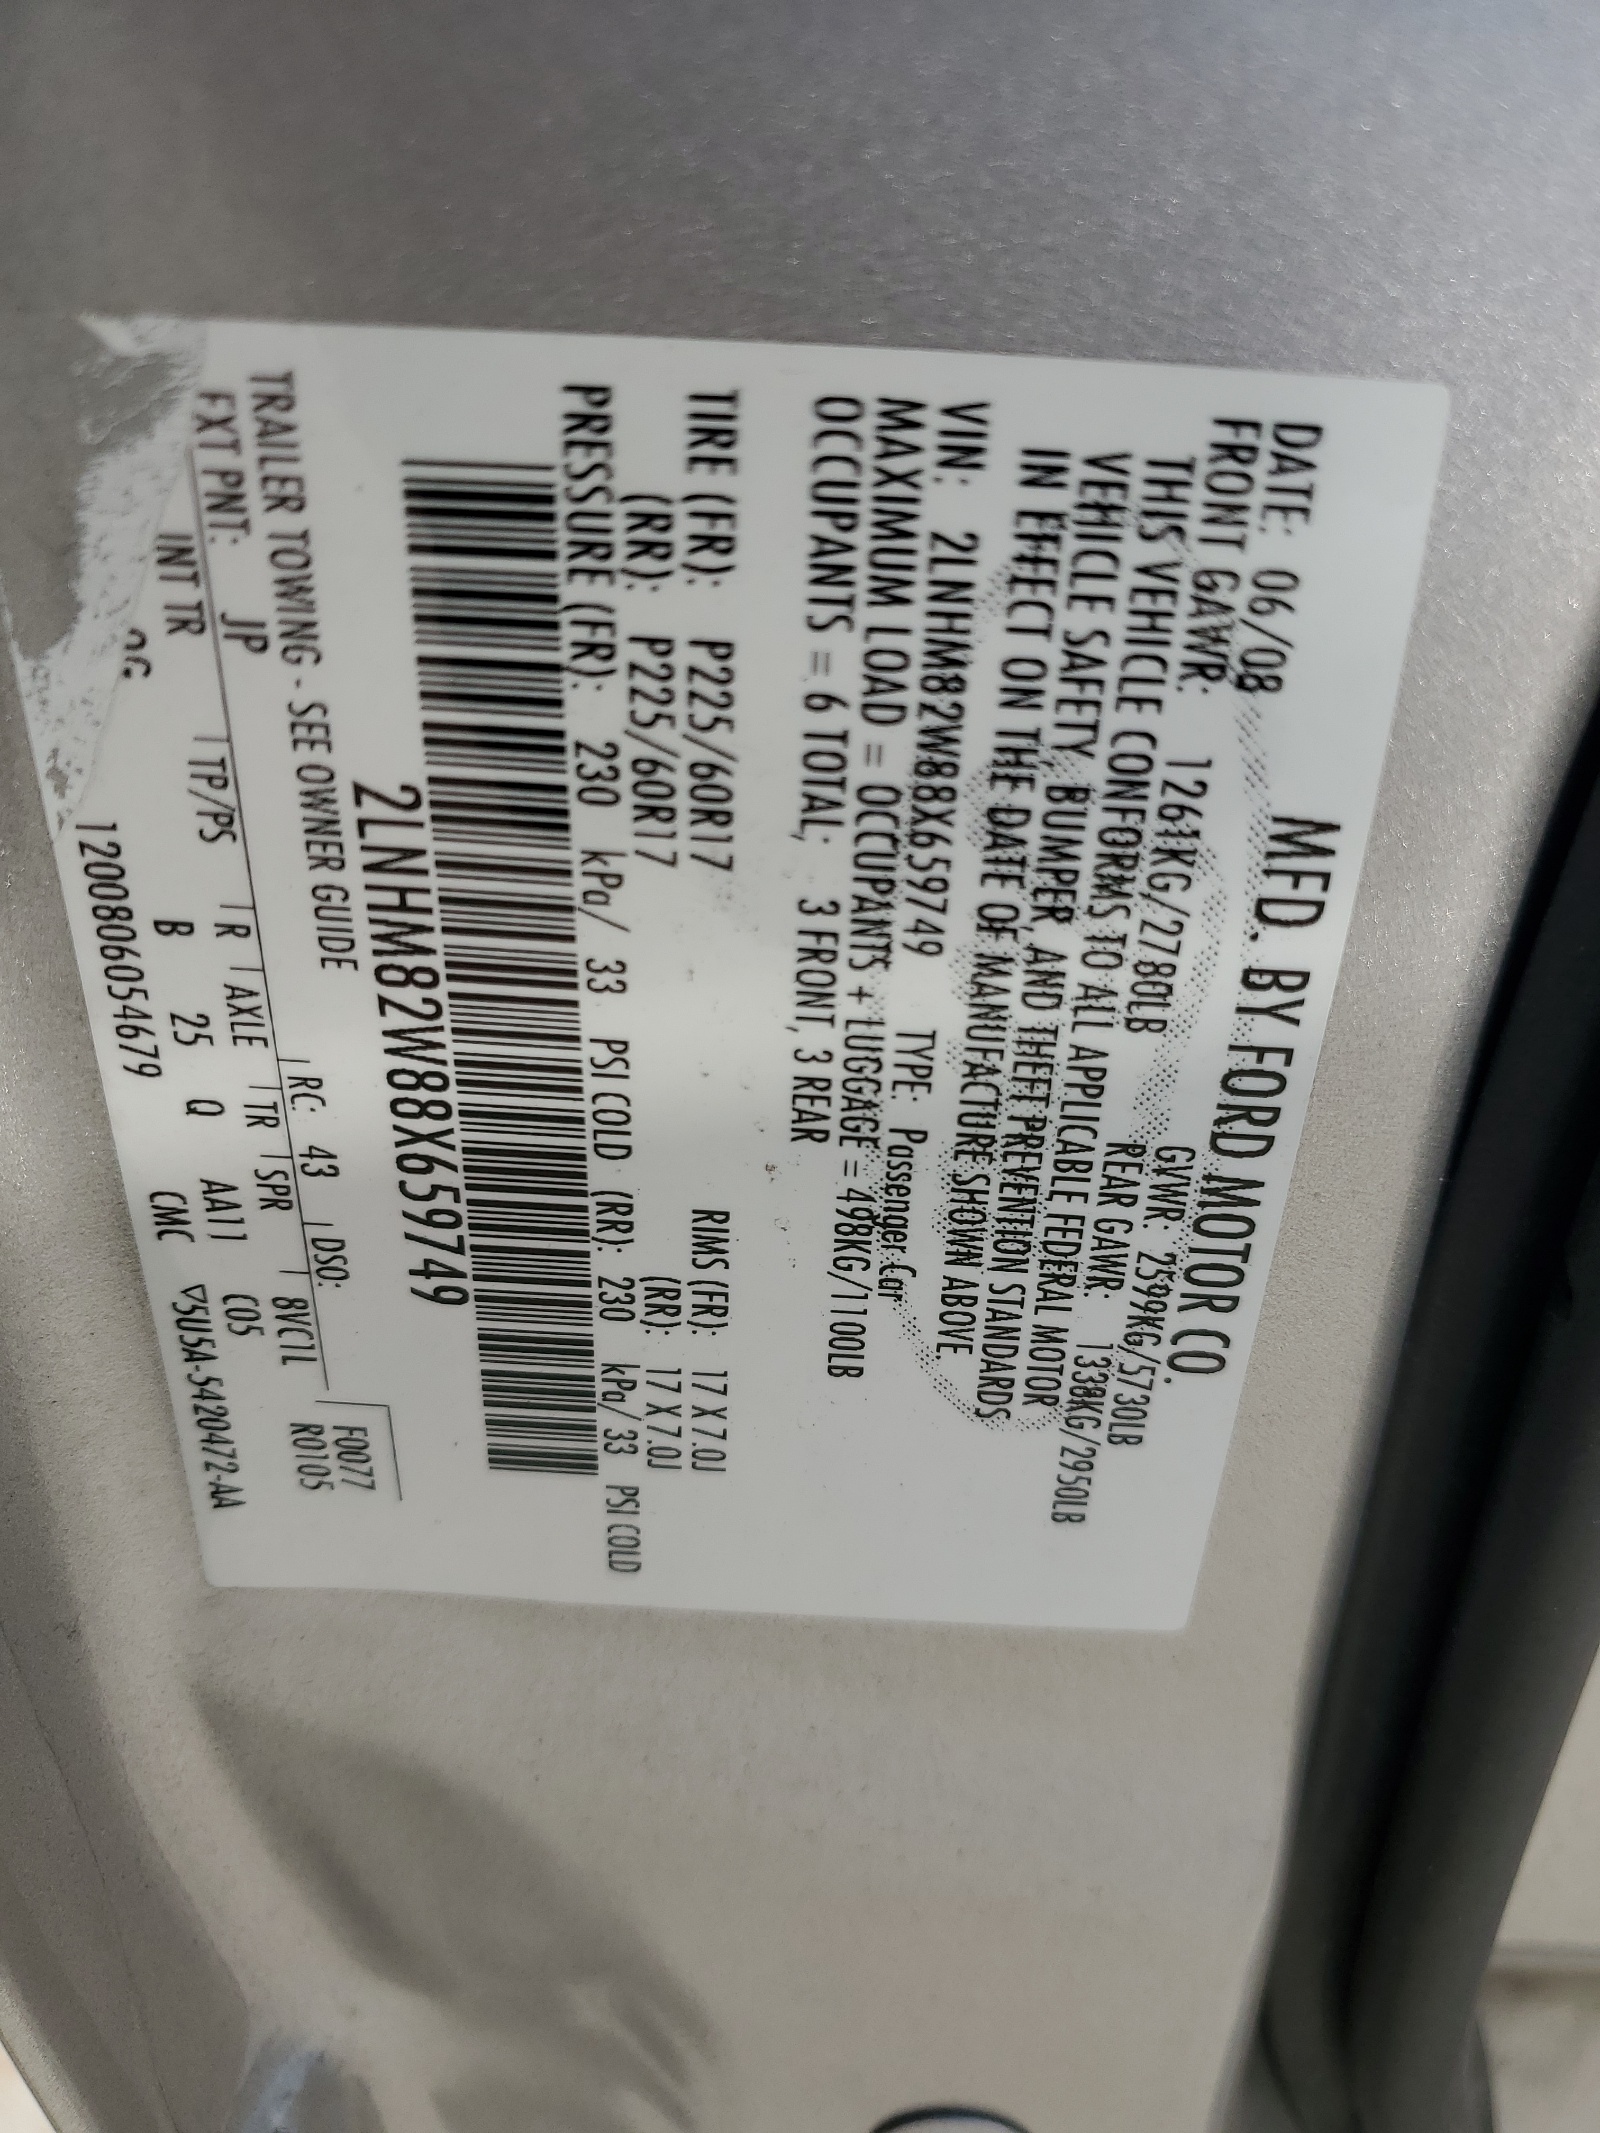 MFD. BY FORD MOTOR CO.
DATE: 06/08 GVWR: 2599KG/5730LB
FRONT GAWR: 1261KG/2780LB REAR GAWR: 1338KG/2950LB
THIS VEHICLE CONFORMS TO ALL APPLICABLE FEDERAL MOTOR
VEHICLE SAFETY, BUMPER, AND THEFT PREVENTION STANDARDS
IN EFFECT ON THE DATE OF MANUFACTURE SHOWN ABOVE.
VIN: 2LNHM82W88X659749 TYPE: Passenger Car
MAXIMUM LOAD = OCCUPANTS + LUGGAGE = 498KG/1100LB
OCCUPANTS = 6 TOTAL; 3 FRONT, 3 REAR
TIRE (FR): P225/60R17 RIMS (FR): 17 X 7.0J
(RR): P225/60R17 (RR): 17 X 7.0J
PRESSURE (FR): 230 kPa/ 33 PSI COLD (RR): 230 kPa/ 33 PSI COLD
2LNHM82W88X659749
F0077
R0105
TRAILER TOWING - SEE OWNER GUIDE
EXT PNT: JP RC: 43 DSO:
INT TR TP/PS R AXLE TR SPR 8VC1L
B 25 Q AA11 C05
1200806054679 CMC ▽5U5A-5420472-AA